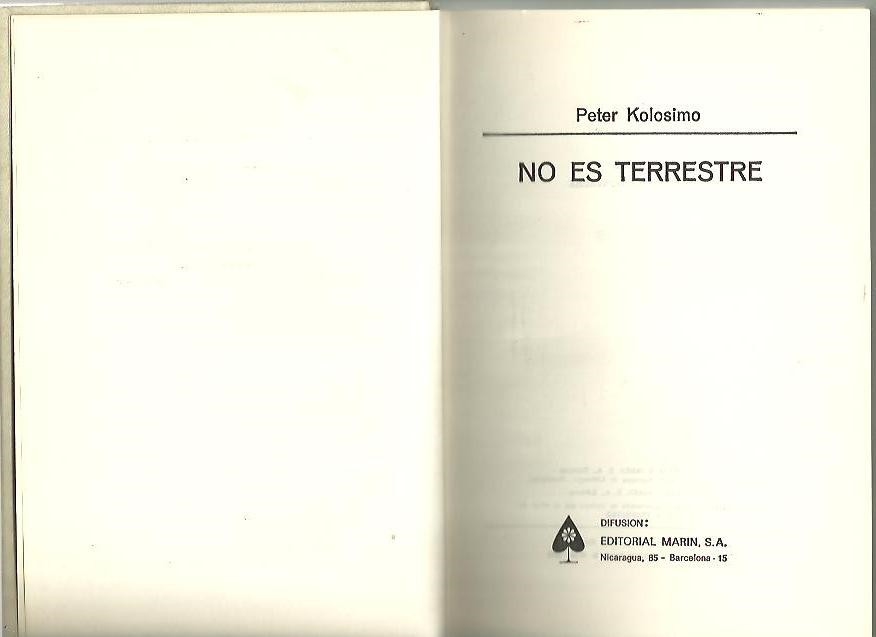 Peter Kolosimo
NO ES TERRESTRE
DIFUSION:
EDITORIAL MARIN, S.A.
Nicaragua, 85 - Barcelona - 15